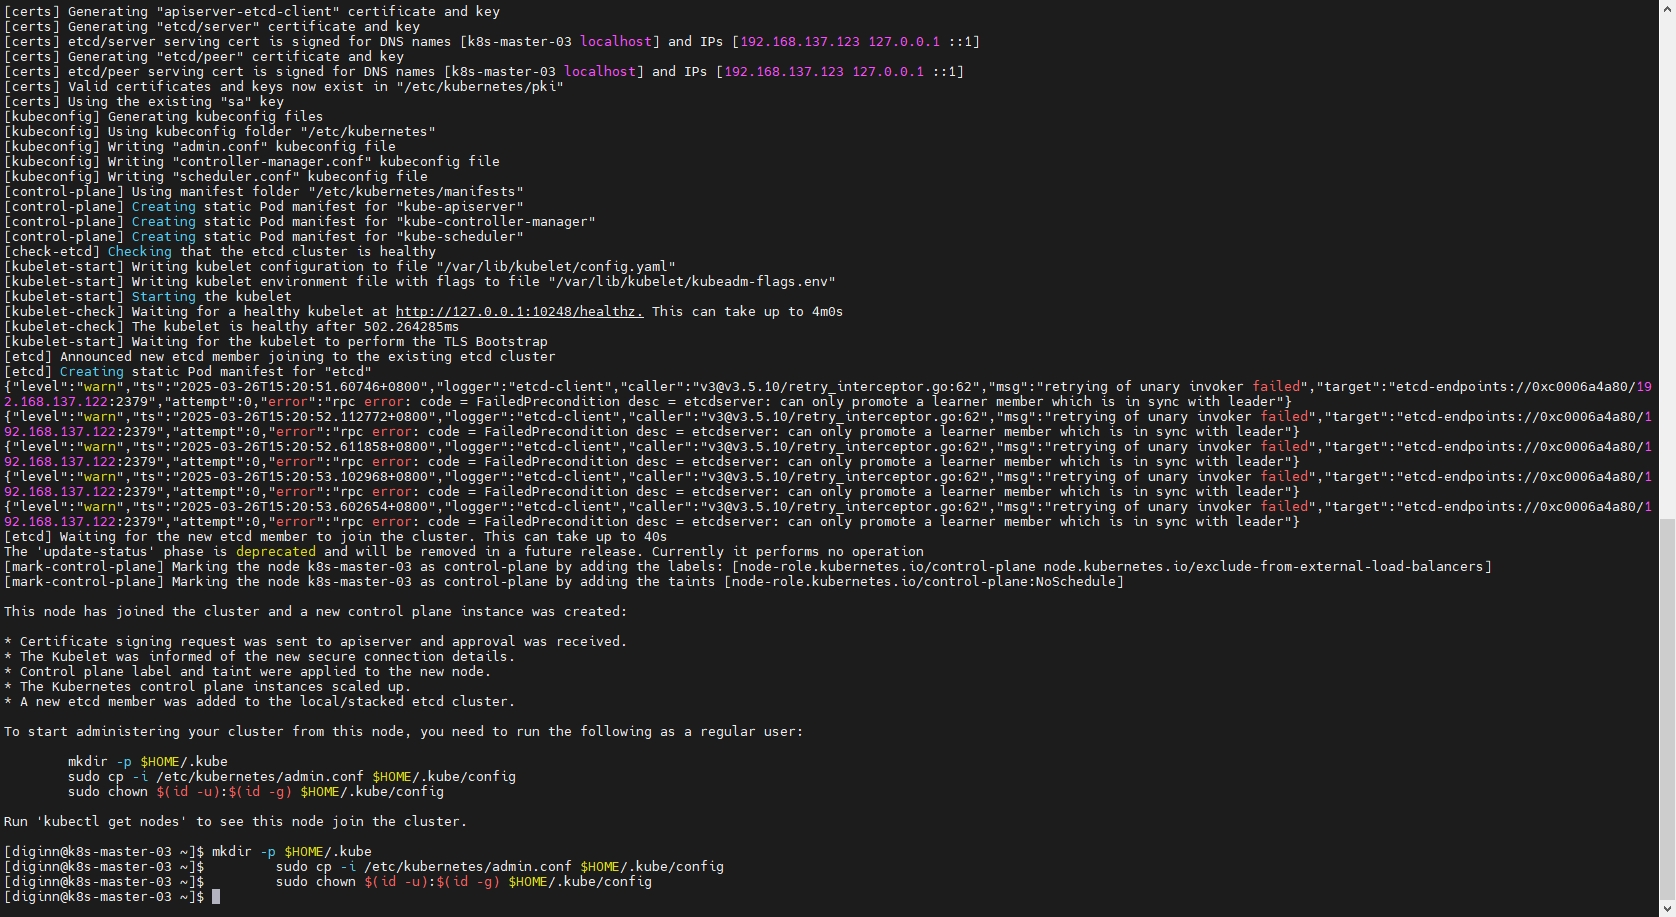 [certs] Generating "apiserver-etcd-client" certificate and key
[certs] Generating "etcd/server" certificate and key
[certs] etcd/server serving cert is signed for DNS names [k8s-master-03 localhost] and IPs [192.168.137.123 127.0.0.1 ::1]
[certs] Generating "etcd/peer" certificate and key
[certs] etcd/peer serving cert is signed for DNS names [k8s-master-03 localhost] and IPs [192.168.137.123 127.0.0.1 ::1]
[certs] Valid certificates and keys now exist in "/etc/kubernetes/pki"
[certs] Using the existing "sa" key
[kubeconfig] Generating kubeconfig files
[kubeconfig] Using kubeconfig folder "/etc/kubernetes"
[kubeconfig] Writing "admin.conf" kubeconfig file
[kubeconfig] Writing "controller-manager.conf" kubeconfig file
[kubeconfig] Writing "scheduler.conf" kubeconfig file
[control-plane] Using manifest folder "/etc/kubernetes/manifests"
[control-plane] Creating static Pod manifest for "kube-apiserver"
[control-plane] Creating static Pod manifest for "kube-controller-manager"
[control-plane] Creating static Pod manifest for "kube-scheduler"
[check-etcd] Checking that the etcd cluster is healthy
[kubelet-start] Writing kubelet configuration to file "/var/lib/kubelet/config.yaml"
[kubelet-start] Writing kubelet environment file with flags to file "/var/lib/kubelet/kubeadm-flags.env"
[kubelet-start] Starting the kubelet
[kubelet-check] Waiting for a healthy kubelet at http://127.0.0.1:10248/healthz. This can take up to 4m0s
[kubelet-check] The kubelet is healthy after 502.264285ms
[kubelet-start] Waiting for the kubelet to perform the TLS Bootstrap
[etcd] Announced new etcd member joining to the existing etcd cluster
[etcd] Creating static Pod manifest for "etcd"
{"level":"warn","ts":"2025-03-26T15:20:51.60746+0800","logger":"etcd-client","caller":"v3@v3.5.10/retry_interceptor.go:62","msg":"retrying of unary invoker failed","target":"etcd-endpoints://0xc0006a4a80/19
2.168.137.122:2379","attempt":0,"error":"rpc error: code = FailedPrecondition desc = etcdserver: can only promote a learner member which is in sync with leader"}
{"level":"warn","ts":"2025-03-26T15:20:52.112772+0800","logger":"etcd-client","caller":"v3@v3.5.10/retry_interceptor.go:62","msg":"retrying of unary invoker failed","target":"etcd-endpoints://0xc0006a4a80/1
92.168.137.122:2379","attempt":0,"error":"rpc error: code = FailedPrecondition desc = etcdserver: can only promote a learner member which is in sync with leader"}
{"level":"warn","ts":"2025-03-26T15:20:52.611858+0800","logger":"etcd-client","caller":"v3@v3.5.10/retry_interceptor.go:62","msg":"retrying of unary invoker failed","target":"etcd-endpoints://0xc0006a4a80/1
92.168.137.122:2379","attempt":0,"error":"rpc error: code = FailedPrecondition desc = etcdserver: can only promote a learner member which is in sync with leader"}
{"level":"warn","ts":"2025-03-26T15:20:53.102968+0800","logger":"etcd-client","caller":"v3@v3.5.10/retry_interceptor.go:62","msg":"retrying of unary invoker failed","target":"etcd-endpoints://0xc0006a4a80/1
92.168.137.122:2379","attempt":0,"error":"rpc error: code = FailedPrecondition desc = etcdserver: can only promote a learner member which is in sync with leader"}
{"level":"warn","ts":"2025-03-26T15:20:53.602654+0800","logger":"etcd-client","caller":"v3@v3.5.10/retry_interceptor.go:62","msg":"retrying of unary invoker failed","target":"etcd-endpoints://0xc0006a4a80/1
92.168.137.122:2379","attempt":0,"error":"rpc error: code = FailedPrecondition desc = etcdserver: can only promote a learner member which is in sync with leader"}
[etcd] Waiting for the new etcd member to join the cluster. This can take up to 40s
The 'update-status' phase is deprecated and will be removed in a future release. Currently it performs no operation
[mark-control-plane] Marking the node k8s-master-03 as control-plane by adding the labels: [node-role.kubernetes.io/control-plane node.kubernetes.io/exclude-from-external-load-balancers]
[mark-control-plane] Marking the node k8s-master-03 as control-plane by adding the taints [node-role.kubernetes.io/control-plane:NoSchedule]
This node has joined the cluster and a new control plane instance was created:
* Certificate signing request was sent to apiserver and approval was received.
* The Kubelet was informed of the new secure connection details.
* Control plane label and taint were applied to the new node.
* The Kubernetes control plane instances scaled up.
* A new etcd member was added to the local/stacked etcd cluster.
To start administering your cluster from this node, you need to run the following as a regular user:
mkdir -p $HOME/.kube
sudo cp -i /etc/kubernetes/admin.conf $HOME/.kube/config
sudo chown $(id -u):$(id -g) $HOME/.kube/config
Run 'kubectl get nodes' to see this node join the cluster.
[diginn@k8s-master-03 ~]$ mkdir -p $HOME/.kube
[diginn@k8s-master-03 ~]$         sudo cp -i /etc/kubernetes/admin.conf $HOME/.kube/config
[diginn@k8s-master-03 ~]$         sudo chown $(id -u):$(id -g) $HOME/.kube/config
[diginn@k8s-master-03 ~]$